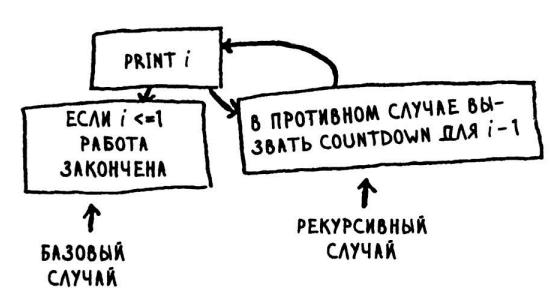 PRINT i
ЕСЛИ i <=1
РАБОТА
ЗАКОНЧЕНА
В ПРОТИВНОМ СЛУЧАЕ ВЫ-
ЗВАТЬ COUNTDOWN ДЛЯ i-1
БАЗОВЫЙ
СЛУЧАЙ
РЕКУРСИВНЫЙ
СЛУЧАЙ